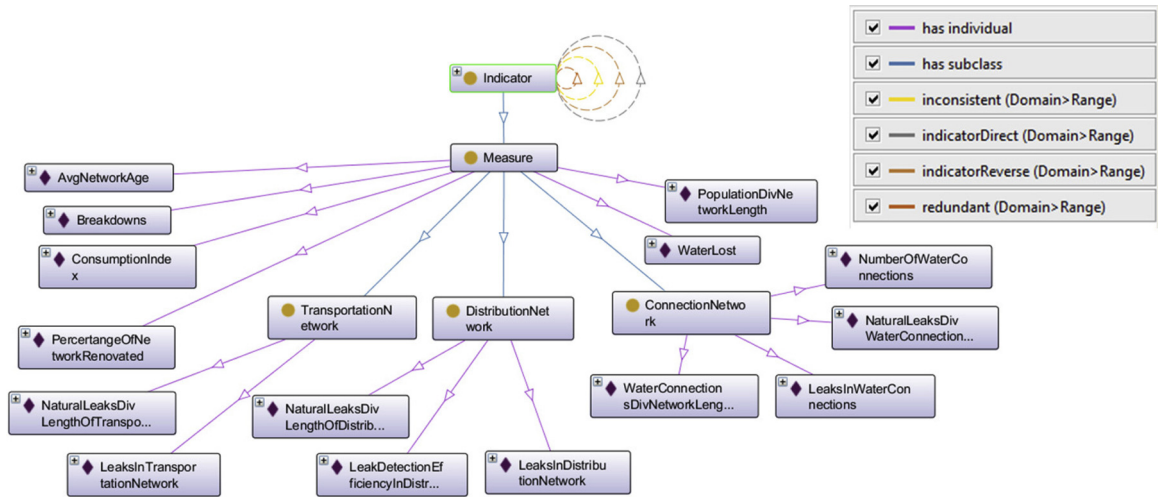 has individual
has subclass
inconsistent (Domain>Range)
indicatorDirect (Domain>Range)
indicatorReverse (Domain>Range)
redundant (Domain>Range)
Indicator
Measure
AvgNetworkAge
Breakdowns
ConsumptionInde
x
PercertangeOfNe
tworkRenovated
PopulationDivNe
tworkLength
WaterLost
TransportationN
etwork
DistributionNet
work
ConnectionNetwo
rk
NumberOfWaterCo
nnections
NaturalLeaksDiv
WaterConnection...
NaturalLeaksDiv
LengthOfTranspo...
LeaksInTranspor
tationNetwork
NaturalLeaksDiv
LengthOfDistrib...
LeakDetectionEf
ficiencyInDistr...
LeaksInDistribu
tionNetwork
WaterConnection
sDivNetworkLeng...
LeaksInWaterCon
nections